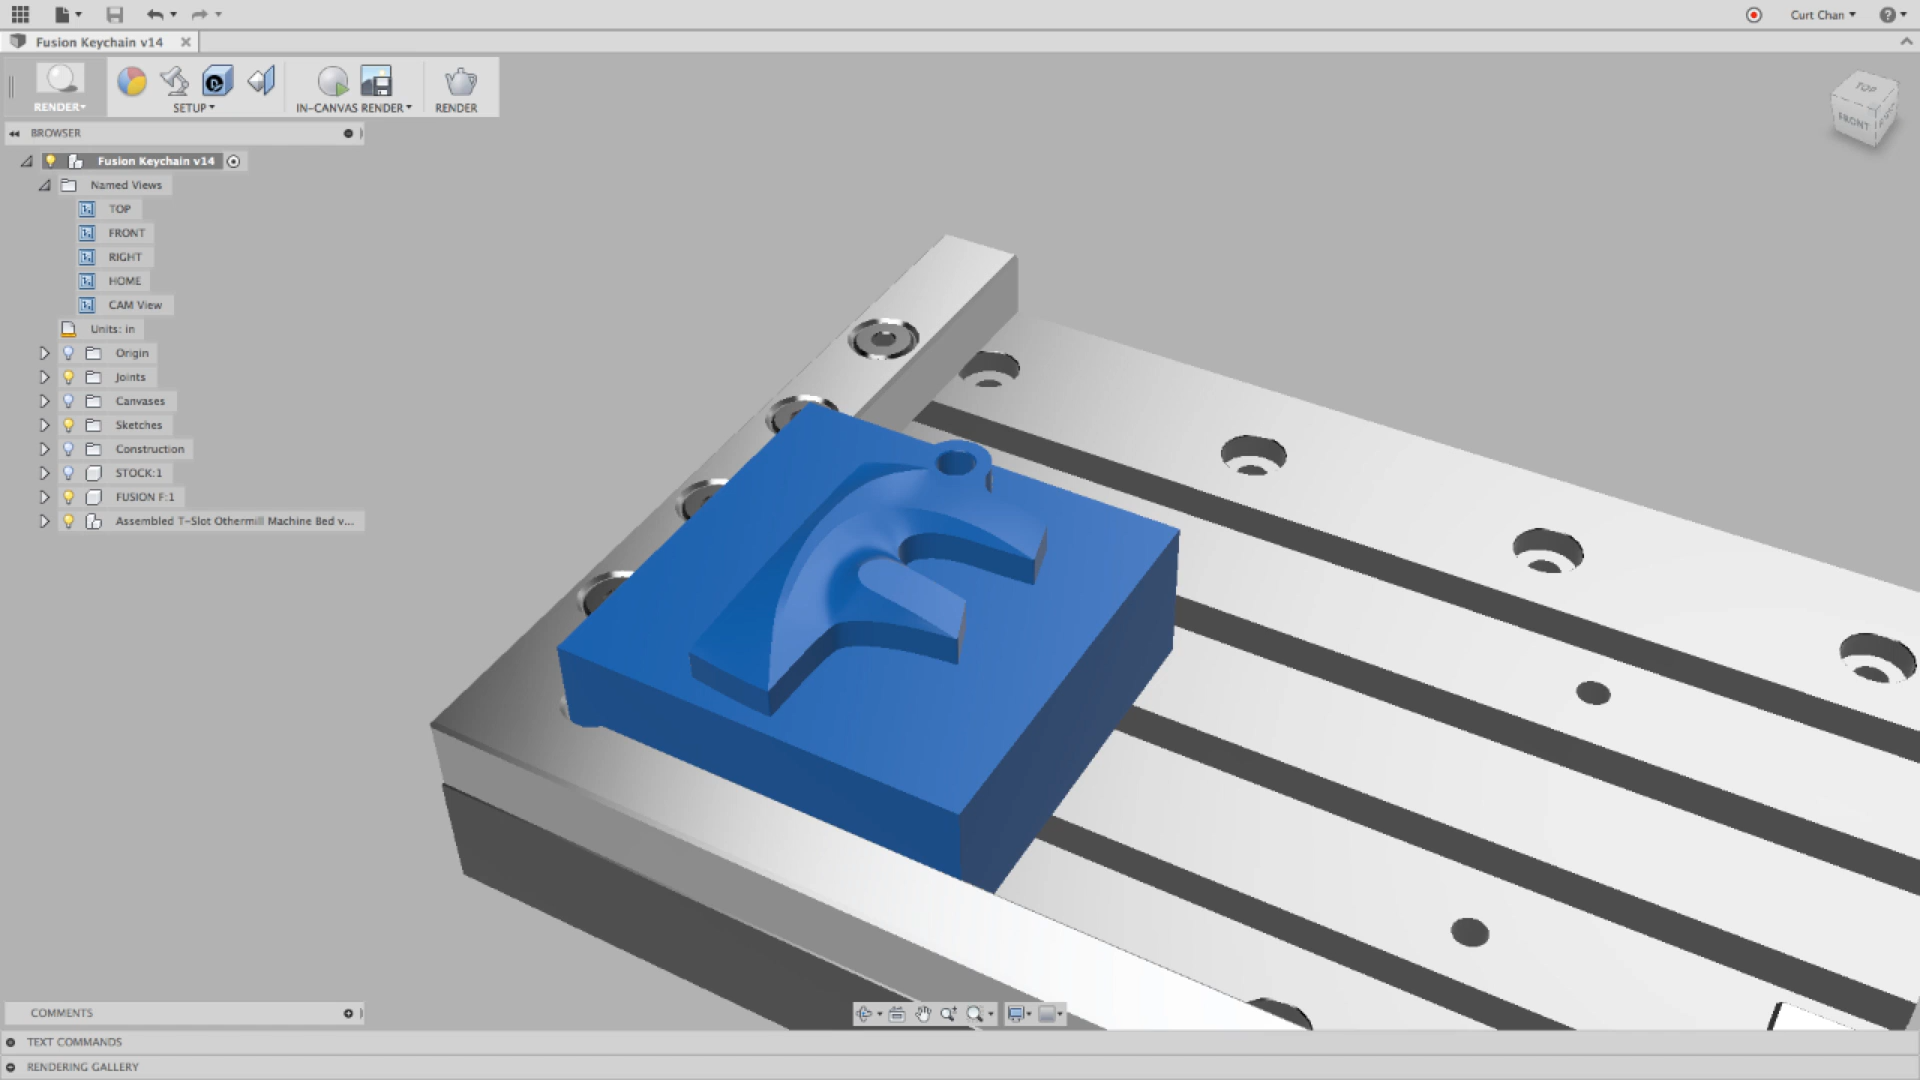 Curt Chan
Fusion Keychain v14
RENDER
SETUP
IN-CANVAS RENDER
RENDER
BROWSER
Fusion Keychain v14
Named Views
TOP
FRONT
RIGHT
HOME
CAM View
Units: in
Origin
Joints
Canvases
Sketches
Construction
STOCK:1
FUSION F:1
Assembled T-Slot Othermill Machine Bed v...
TOP
FRONT
COMMENTS
TEXT COMMANDS
RENDERING GALLERY